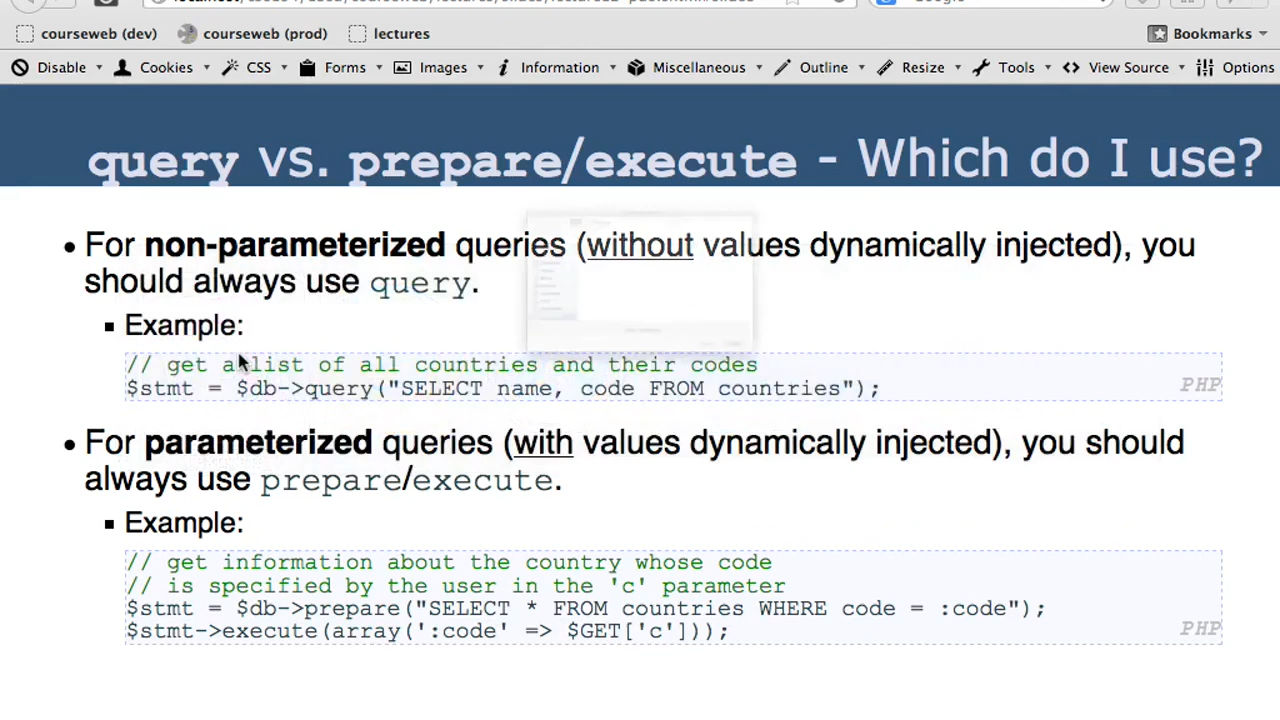 courseweb (dev) courseweb (prod) lectures Bookmarks
Disable Cookies CSS Forms Images Information Miscellaneous Outline Resize Tools View Source Options
query vs. prepare/execute - Which do I use?
For non-parameterized queries (without values dynamically injected), you
should always use query.
Example:
// get a list of all countries and their codes
$stmt = $db->query("SELECT name, code FROM countries");
PHP
For parameterized queries (with values dynamically injected), you should
always use prepare/execute.
Example:
// get information about the country whose code
// is specified by the user in the 'c' parameter
$stmt = $db->prepare("SELECT * FROM countries WHERE code = :code");
$stmt->execute(array(':code' => $GET['c']));
PHP